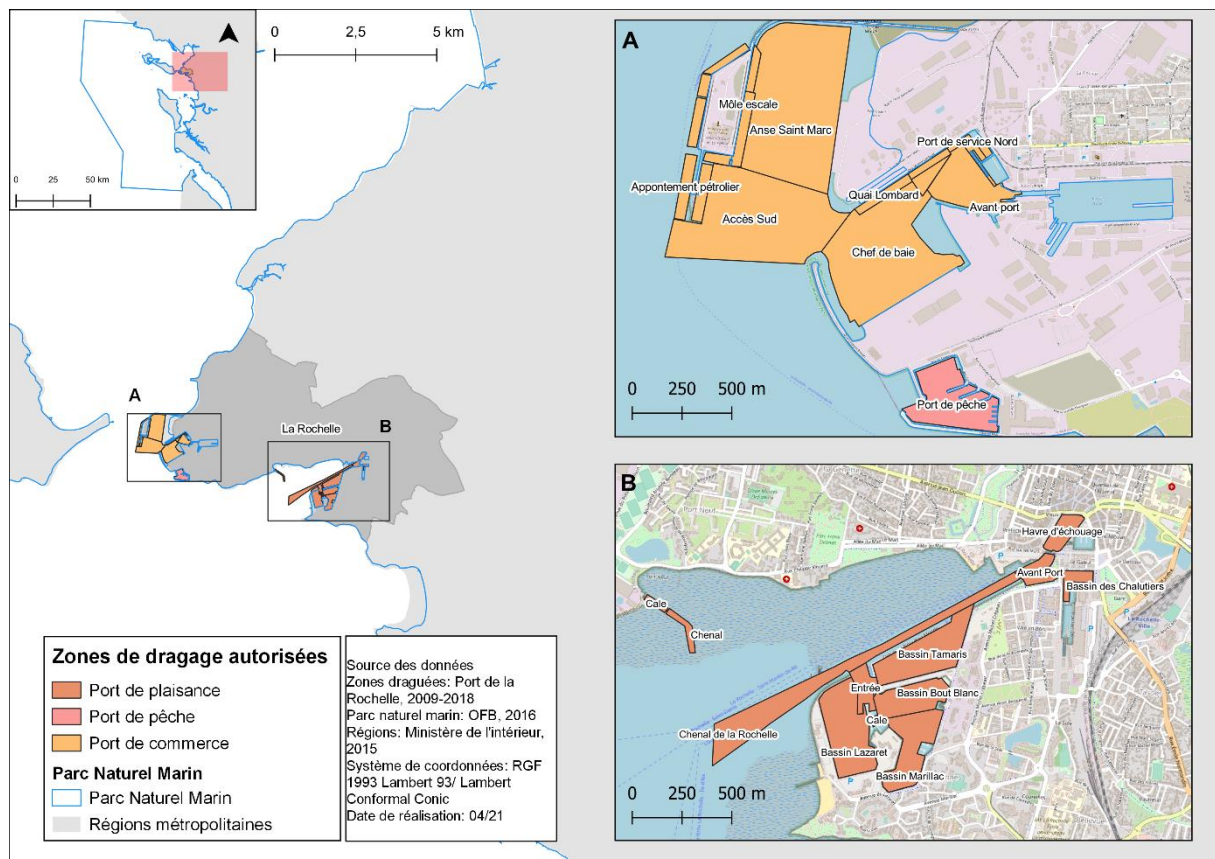 0 2,5 5 km
0 25 50 km
A
B
La Rochelle
Zones de dragage autorisées
Port de plaisance
Port de pêche
Port de commerce
Parc Naturel Marin
Parc Naturel Marin
Régions métropolitaines
Source des données
Zones draguées: Port de la
Rochelle, 2009-2018
Parc naturel marin: OFB, 2016
Régions: Ministère de l'intérieur,
2015
Système de coordonnées: RGF
1993 Lambert 93/ Lambert
Conformal Conic
Date de réalisation: 04/21
A
Môle escale
Anse Saint Marc
Port de service Nord
Appontement pétrolier
Quai Lombard
Avant port
Accès Sud
Chef de baie
Port de pêche
0 250 500 m
B
Port Neuf
Havre d'échouage
Avant Port
Bassin des Chalutiers
Cale
Chenal
Bassin Tamaris
Entrée
Bassin Bout Blanc
Cale
Chenal de la Rochelle
Bassin Lazaret
Bassin Marillac
0 250 500 m